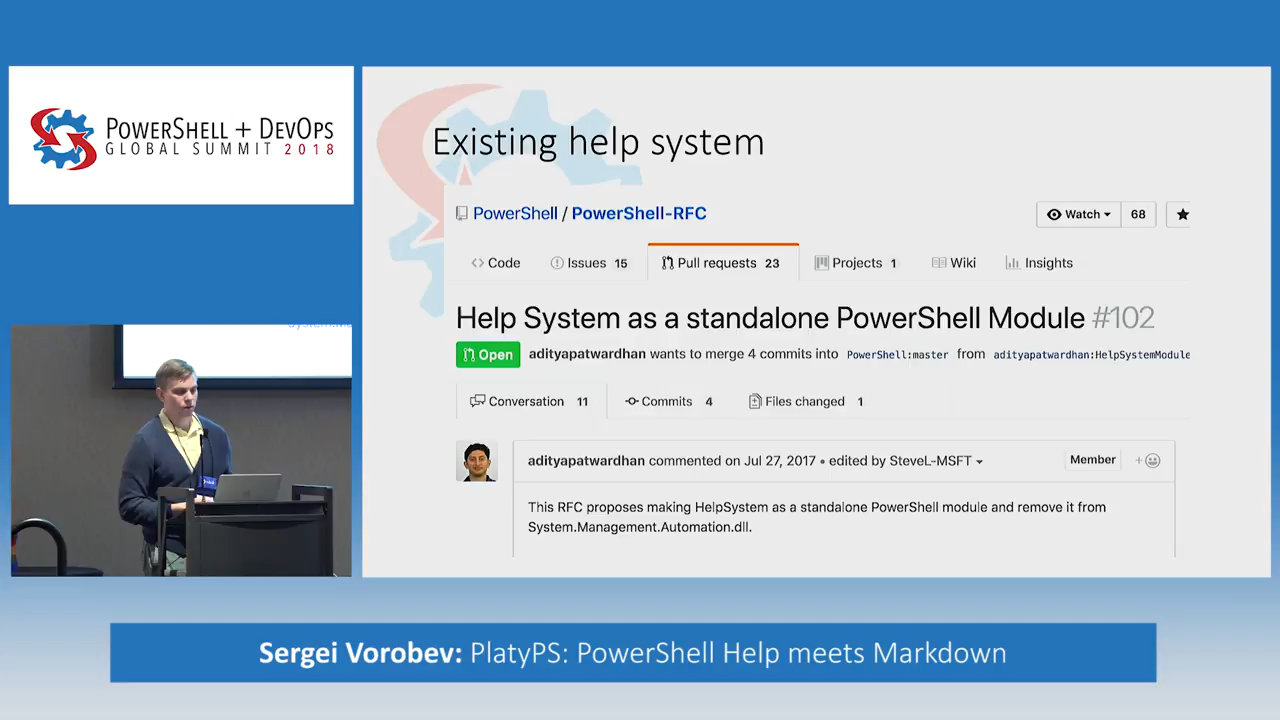 POWERSHELL + DEVOPS
GLOBAL SUMMIT 2018
Existing help system
PowerShell / PowerShell-RFC
Watch 68
Code
Issues 15
Pull requests 23
Projects 1
Wiki
Insights
Help System as a standalone PowerShell Module #102
Open
adityapatwardhan wants to merge 4 commits into PowerShell:master from adityapatwardhan:HelpSystemModule
Conversation 11
Commits 4
Files changed 1
adityapatwardhan commented on Jul 27, 2017 • edited by SteveL-MSFT
Member
This RFC proposes making HelpSystem as a standalone PowerShell module and remove it from
System.Management.Automation.dll.
Sergei Vorobev: PlatyPS: PowerShell Help meets Markdown